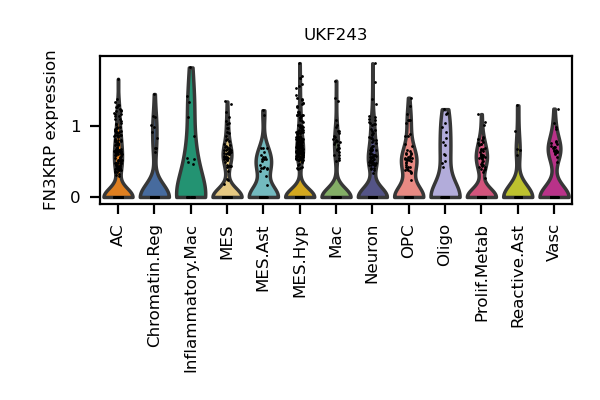 UKF243
FN3KRP expression
1
0
AC
Chromatin.Reg
Inflammatory.Mac
MES
MES.Ast
MES.Hyp
Mac
Neuron
OPC
Oligo
Prolif.Metab
Reactive.Ast
Vasc